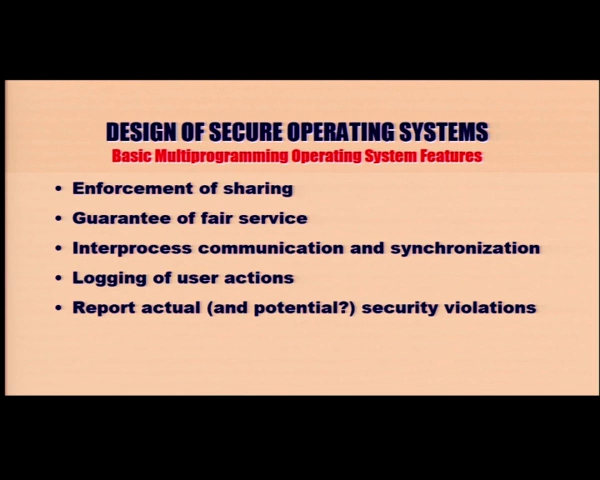 DESIGN OF SECURE OPERATING SYSTEMS
Basic Multiprogramming Operating System Features
• Enforcement of sharing
• Guarantee of fair service
• Interprocess communication and synchronization
• Logging of user actions
• Report actual (and potential?) security violations